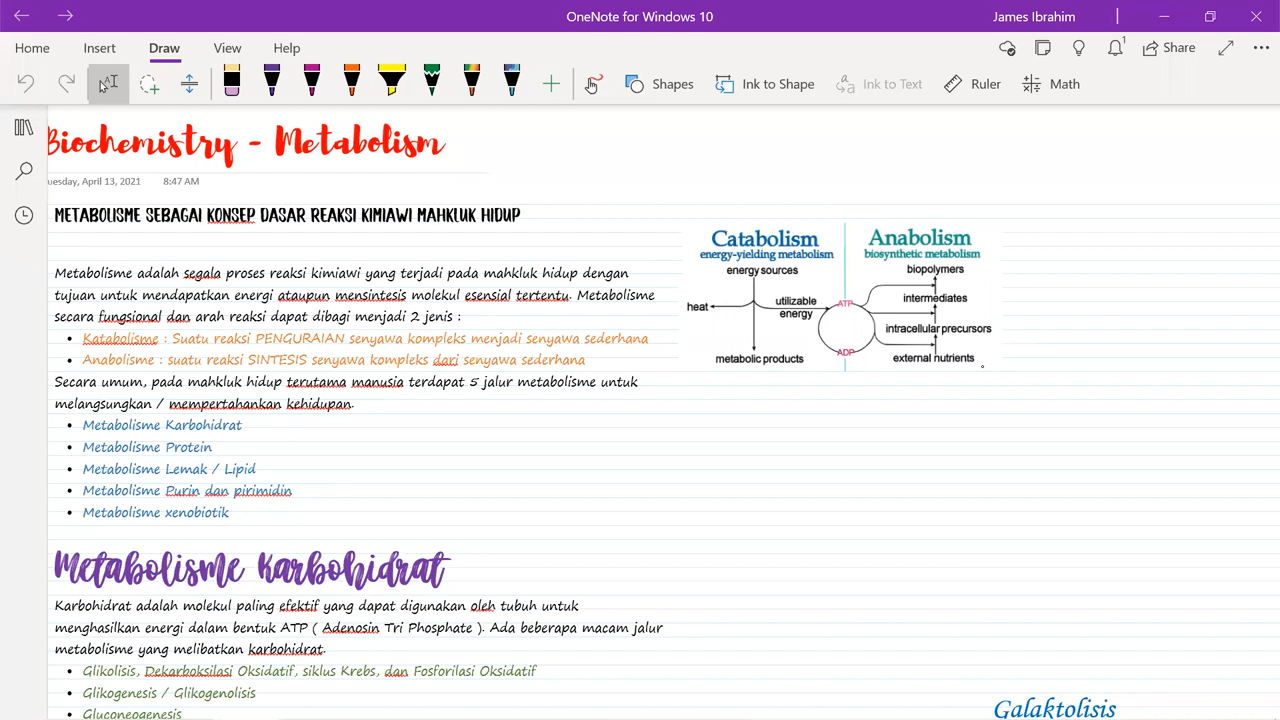 OneNote for Windows 10
James Ibrahim
Home Insert Draw View Help
1
Share
Shapes
Ink to Shape
Ink to Text
Ruler
Math
Biochemistry - Metabolism
uesday, April 13, 2021 8:47 AM
METABOLISME SEBAGAI KONSEP DASAR REAKSI KIMIAWI MAHKLUK HIDUP
Metabolisme adalah segala proses reaksi kimiawi yang terjadi pada mahkluk hidup dengan
tujuan untuk mendapatkan energi ataupun mensintesis molekul esensial tertentu. Metabolisme
secara fungsional dan arah reaksi dapat dibagi menjadi 2 jenis :
• Katabolisme : Suatu reaksi PENGURAIAN senyawa kompleks menjadi senyawa sederhana
• Anabolisme : suatu reaksi SINTESIS senyawa kompleks dari senyawa sederhana
Secara umum, pada mahkluk hidup terutama manusia terdapat 5 jalur metabolisme untuk
melangsungkan / mempertahankan kehidupan.
• Metabolisme Karbohidrat
• Metabolisme Protein
• Metabolisme Lemak / Lipid
• Metabolisme Purin dan pirimidin
• Metabolisme xenobiotik
Catabolism
energy-yielding metabolism
energy sources
heat
utilizable
energy
metabolic products
ATP
ADP
Anabolism
biosynthetic metabolism
biopolymers
intermediates
intracellular precursors
external nutrients
Metabolisme Karbohidrat
Karbohidrat adalah molekul paling efektif yang dapat digunakan oleh tubuh untuk
menghasilkan energi dalam bentuk ATP ( Adenosin Tri Phosphate ). Ada beberapa macam jalur
metabolisme yang melibatkan karbohidrat.
• Glikolisis, Dekarboksilasi Oksidatif, siklus Krebs, dan Fosforilasi Oksidatif
• Glikogenesis / Glikogenolisis
• Gluconeogenesis
Galaktolisis